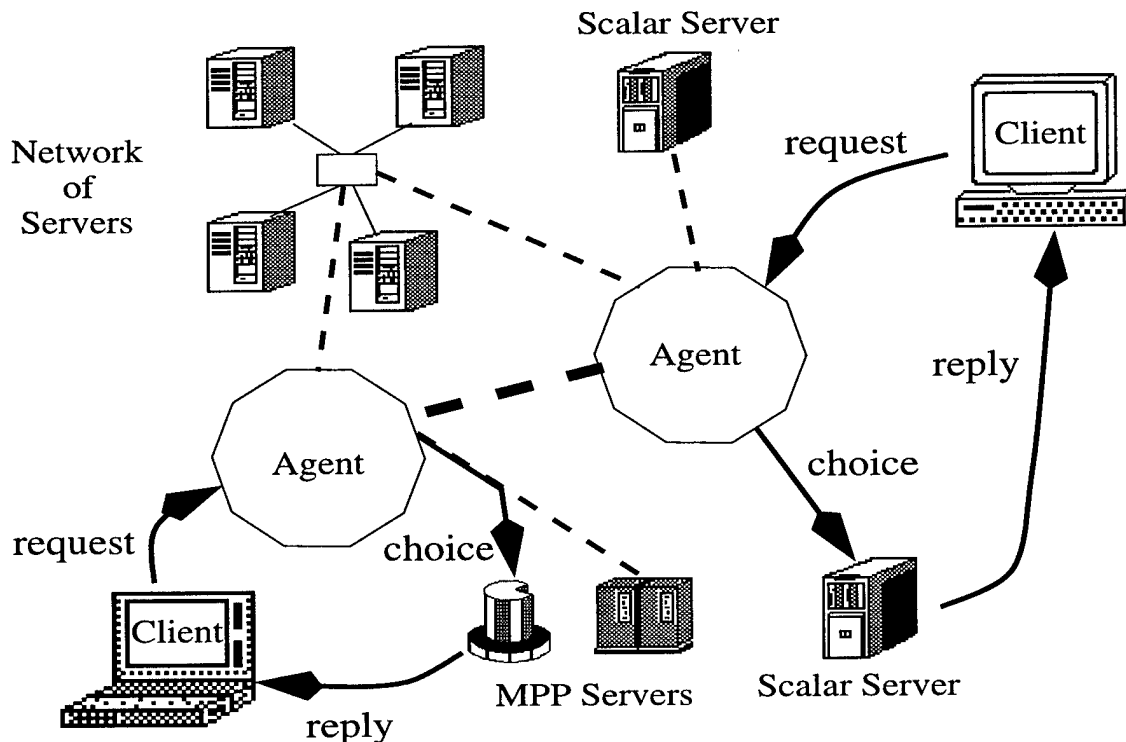 Scalar Server
Network
of
Servers
request
Client
Agent
reply
Agent
choice
request
choice
Client
MPP Servers
Scalar Server
reply